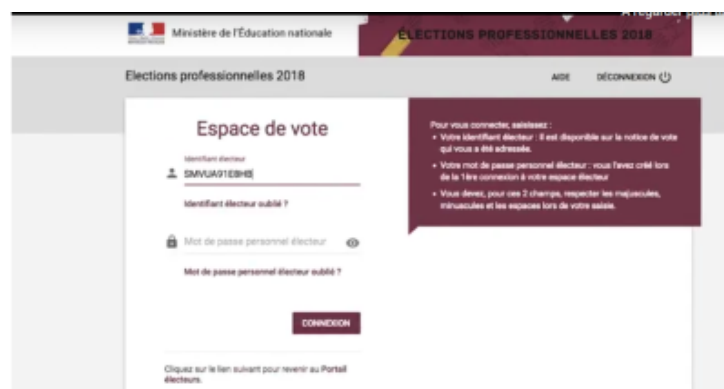 A regarder plus
Ministère de l'Éducation nationale
ÉLECTIONS PROFESSIONNELLES 2018
Elections professionnelles 2018
AIDE
DÉCONNEXION
Espace de vote
Identifiant électeur
SMVUA91E8HB
Identifiant électeur oublié ?
Mot de passe personnel électeur
Mot de passe personnel électeur oublié ?
CONNEXION
Cliquez sur le lien suivant pour revenir au Portail
électeurs.
Pour vous connecter, saisissez :
• Votre identifiant électeur : il est disponible sur la notice de vote
qui vous a été adressée.
• Votre mot de passe personnel électeur : vous l'avez créé lors
de la 1ère connexion à votre espace électeur
• Vous devez, pour ces 2 champs, respecter les majuscules,
minuscules et les espaces lors de votre saisie.